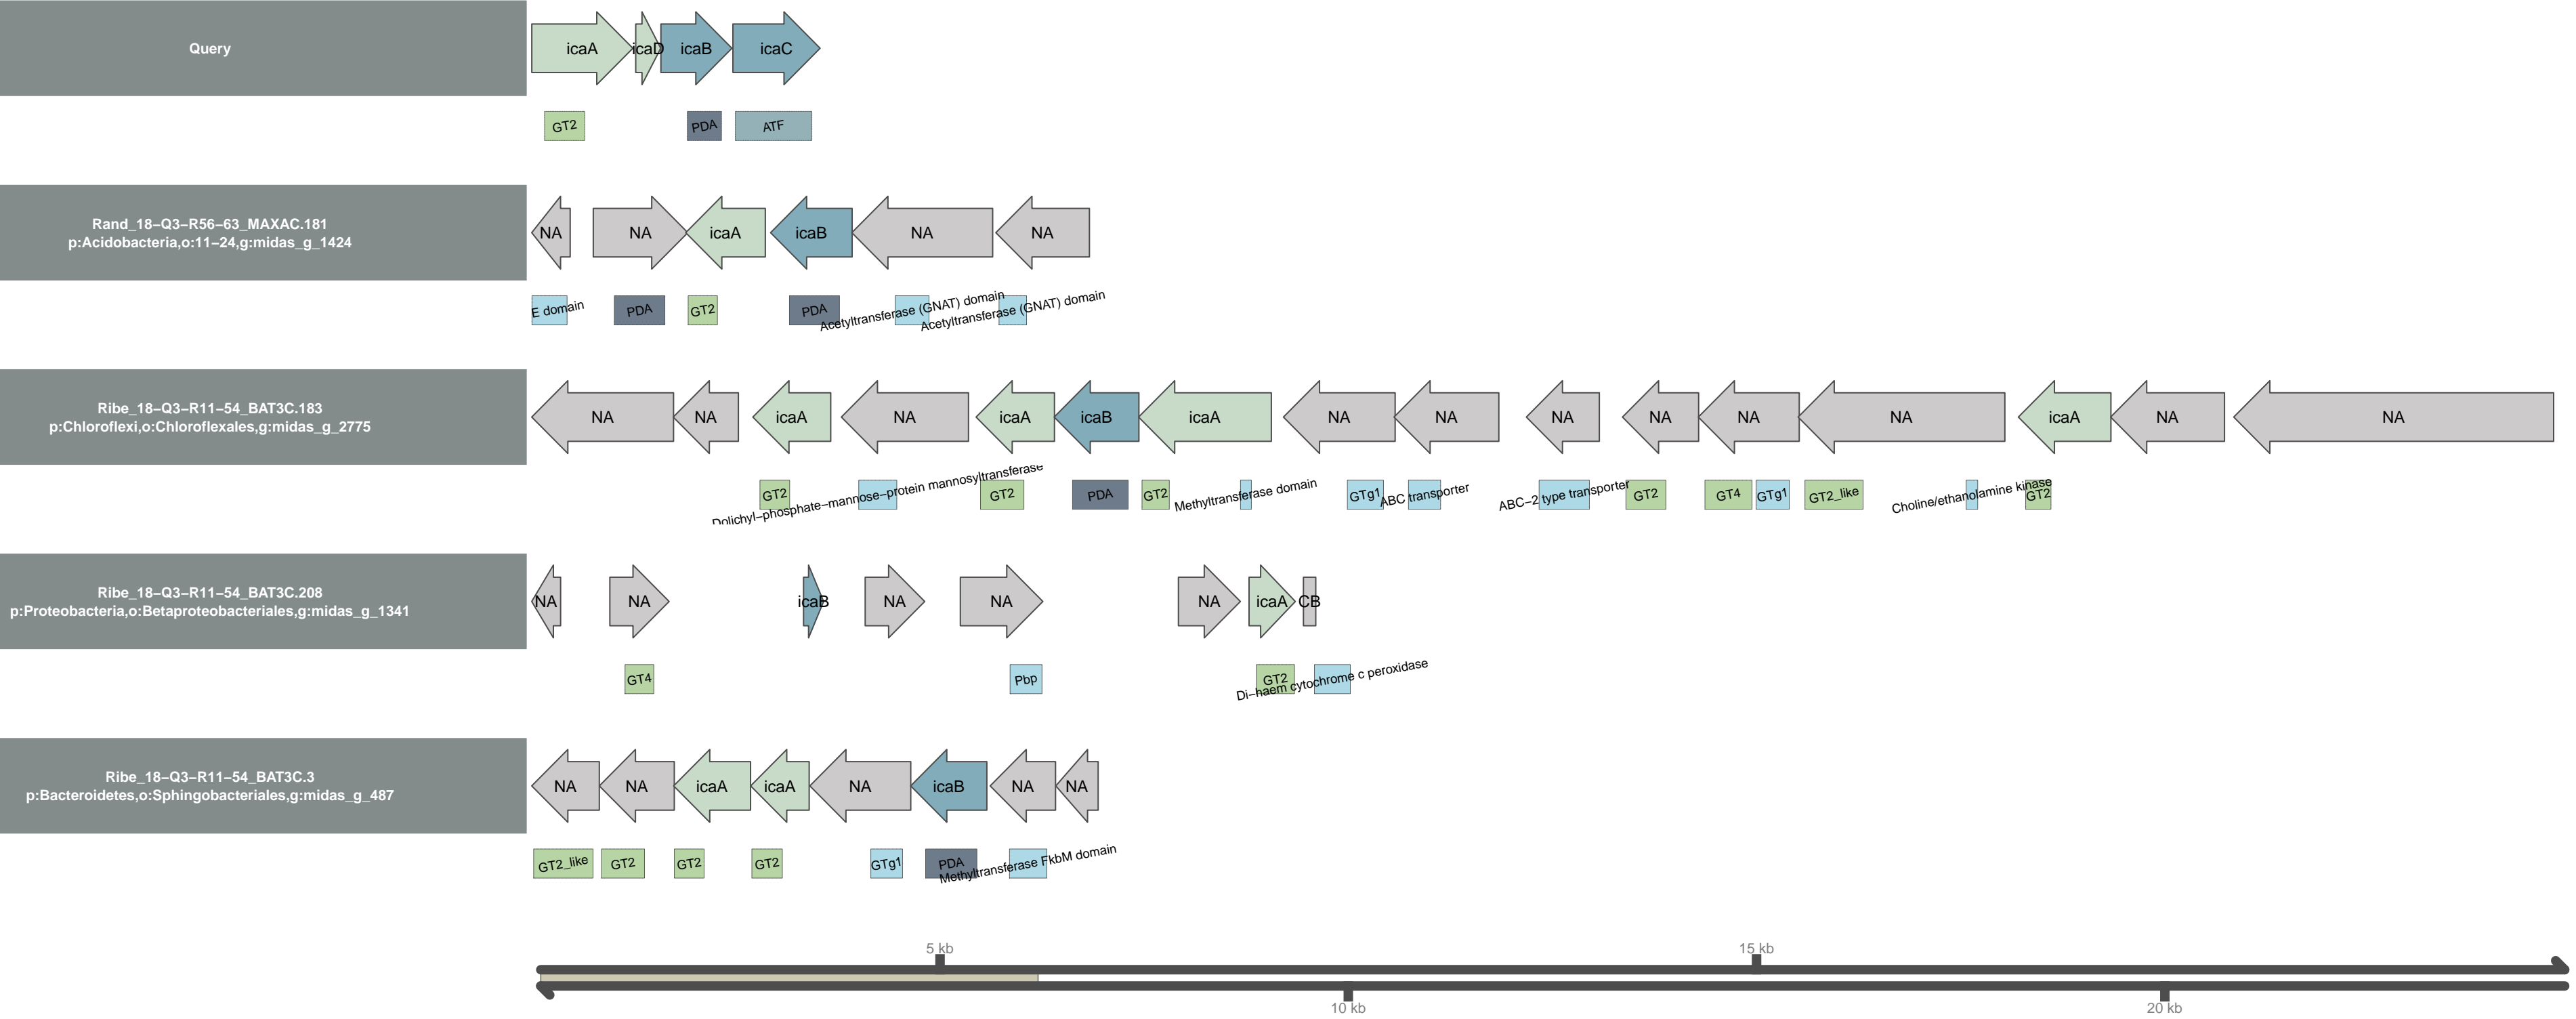 Query
icaA icaD icaB icaC
GT2 PDA ATF
Rand_18−Q3−R56−63_MAXAC.181
p:Acidobacteria,o:11−24,g:midas_g_1424
NA NA icaA icaB NA NA
E domain PDA GT2 PDA Acetyltransferase (GNAT) domain Acetyltransferase (GNAT) domain
Ribe_18−Q3−R11−54_BAT3C.183
p:Chloroflexi,o:Chloroflexales,g:midas_g_2775
NA NA icaA NA icaA icaB icaA NA NA NA NA NA NA icaA NA NA
GT2 Dolichyl−phosphate−mannose−protein mannosyltransferase GT2 PDA GT2 Methyltransferase domain GTg1 ABC transporter ABC−2 type transporter GT2 GT4 GTg1 GT2_like Choline/ethanolamine kinase GT2
Ribe_18−Q3−R11−54_BAT3C.208
p:Proteobacteria,o:Betaproteobacteriales,g:midas_g_1341
NA NA icaB NA NA NA icaA CB
GT4 Pbp GT2 Di−haem cytochrome c peroxidase
Ribe_18−Q3−R11−54_BAT3C.3
p:Bacteroidetes,o:Sphingobacteriales,g:midas_g_487
NA NA icaA icaA NA icaB NA NA
GT2_like GT2 GT2 GT2 GTg1 PDA Methyltransferase FkbM domain
5 kb 15 kb
10 kb 20 kb